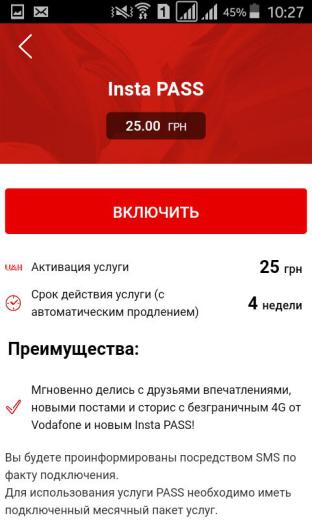 1 45% 10:27
Insta PASS
25.00 ГРН
ВКЛЮЧИТЬ
UAH Активация услуги 25 грн
Срок действия услуги (с
автоматическим продлением) 4 недели
Преимущества:
Мгновенно делись с друзьями впечатлениями,
новыми постами и сторис с безграничным 4G от
Vodafone и новым Insta PASS!
Вы будете проинформированы посредством SMS по
факту подключения.
Для использования услуги PASS необходимо иметь
подключенный месячный пакет услуг.